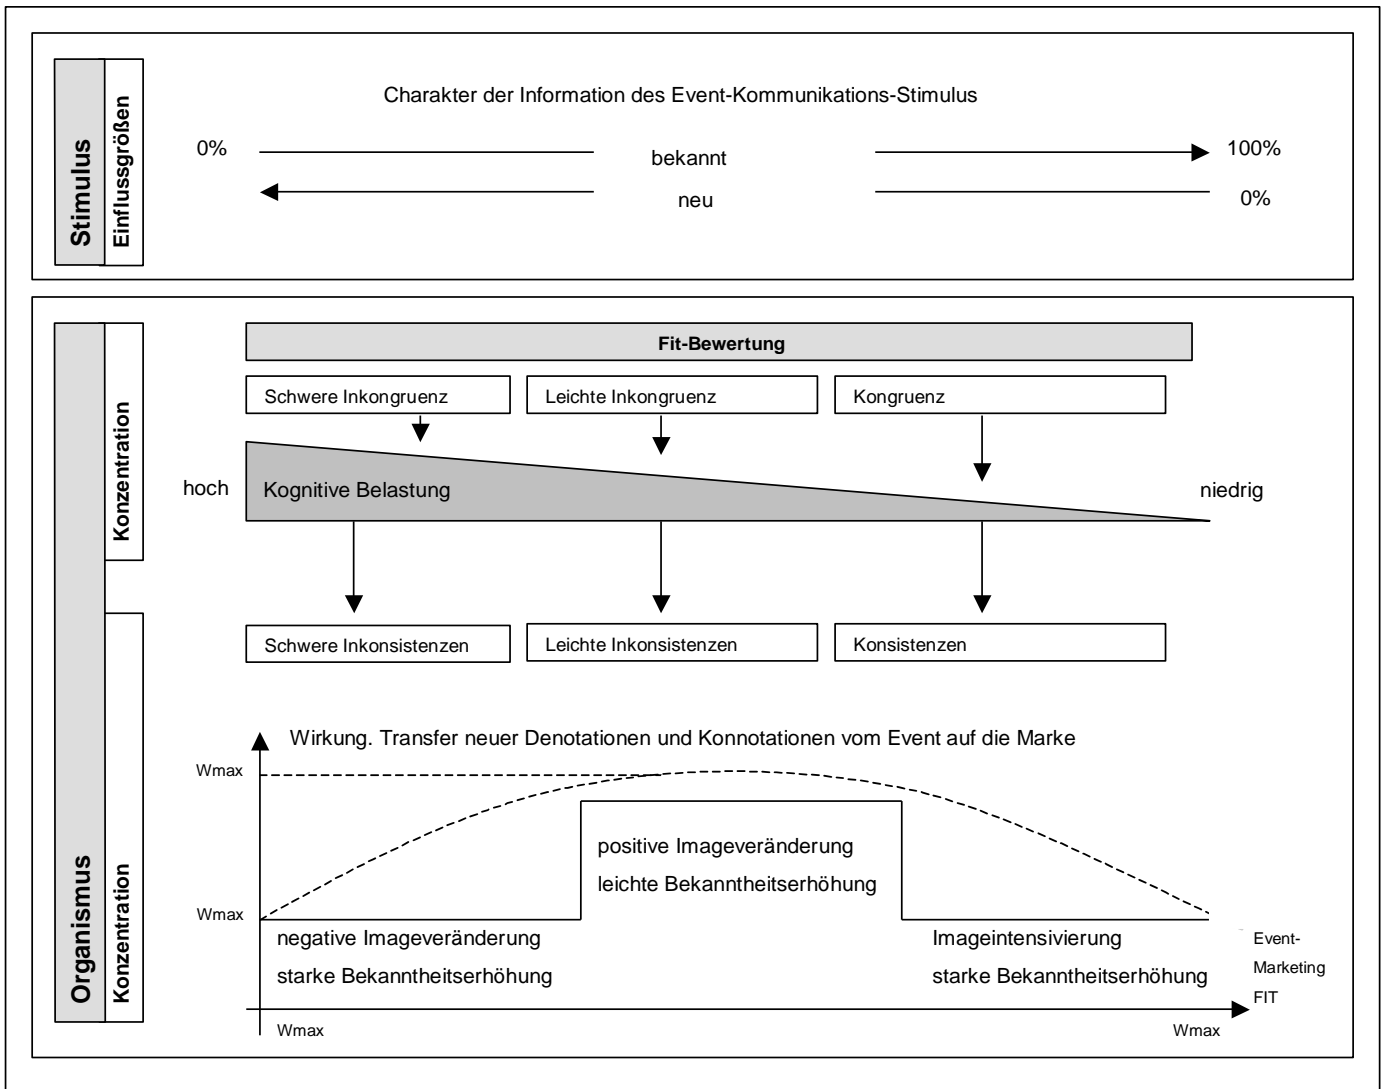 Stimulus
Einflussgrößen
Charakter der Information des Event-Kommunikations-Stimulus
0%
bekannt
100%
neu
0%
Organismus
Konzentration
Fit-Bewertung
Schwere Inkongruenz
Leichte Inkongruenz
Kongruenz
hoch
Kognitive Belastung
niedrig
Schwere Inkonsistenzen
Leichte Inkonsistenzen
Konsistenzen
Konzentration
Wirkung. Transfer neuer Denotationen und Konnotationen vom Event auf die Marke
Wmax
positive Imageveränderung
leichte Bekanntheitserhöhung
Wmax
negative Imageveränderung
starke Bekanntheitserhöhung
Imageintensivierung
starke Bekanntheitserhöhung
Event-
Marketing
FIT
Wmax
Wmax